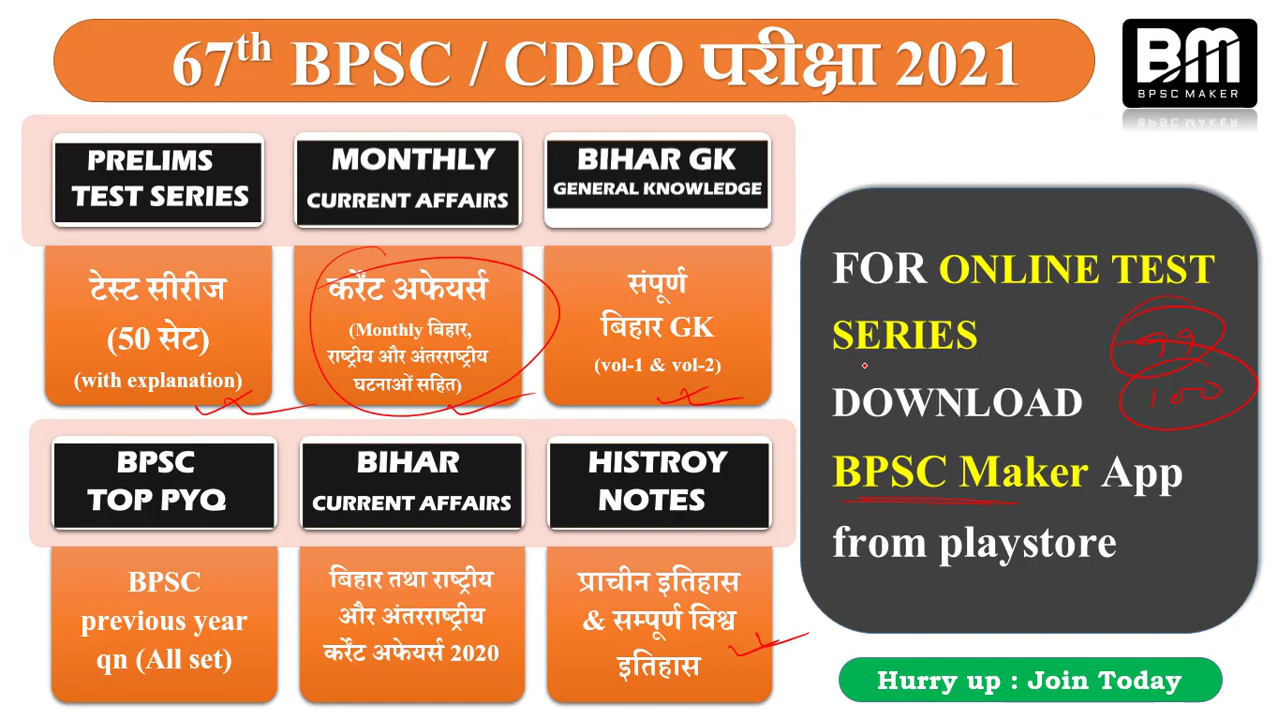 67th BPSC / CDPO परीक्षा 2021
BM
BPSC MAKER
PRELIMS
TEST SERIES
टेस्ट सीरीज
(50 सेट)
(with explanation)
MONTHLY
CURRENT AFFAIRS
करेंट अफेयर्स
(Monthly बिहार,
राष्ट्रीय और अंतरराष्ट्रीय
घटनाओं सहित)
BIHAR GK
GENERAL KNOWLEDGE
संपूर्ण
बिहार GK
(vol-1 & vol-2)
BPSC
TOP PYQ
BPSC
previous year
qn (All set)
BIHAR
CURRENT AFFAIRS
बिहार तथा राष्ट्रीय
और अंतरराष्ट्रीय
करेंट अफेयर्स 2020
HISTROY
NOTES
प्राचीन इतिहास
& सम्पूर्ण विश्व
इतिहास
FOR ONLINE TEST
SERIES
99
100
DOWNLOAD
BPSC Maker App
from playstore
Hurry up : Join Today